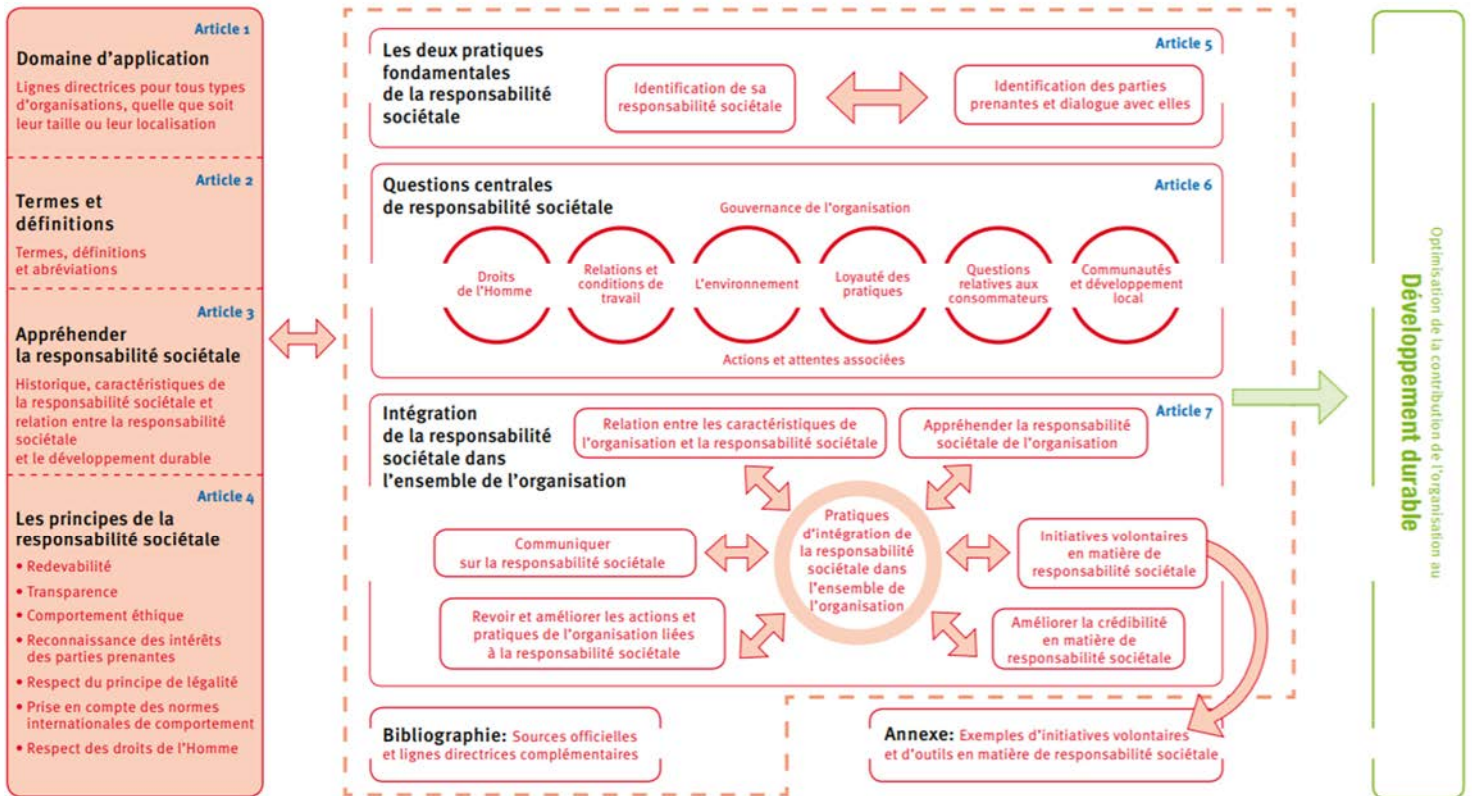 Article 1
Domaine d'application
Lignes directrices pour tous types
d'organisations, quelle que soit
leur taille ou leur localisation
Article 2
Termes et
définitions
Termes, définitions
et abréviations
Article 3
Appréhender
la responsabilité sociétale
Historique, caractéristiques de
la responsabilité sociétale et
relation entre la responsabilité
sociétale
et le développement durable
Article 4
Les principes de la
responsabilité sociétale
• Redevabilité
• Transparence
• Comportement éthique
• Reconnaissance des intérêts
des parties prenantes
• Respect du principe de légalité
• Prise en compte des normes
internationales de comportement
• Respect des droits de l'Homme
Les deux pratiques
fondamentales
de la responsabilité
sociétale
Article 5
Identification de sa
responsabilité sociétale
Identification des parties
prenantes et dialogue avec elles
Questions centrales
de responsabilité sociétale
Article 6
Gouvernance de l'organisation
Droits
de l'Homme
Relations et
conditions de
travail
L'environnement
Loyauté des
pratiques
Questions
relatives aux
consommateurs
Communautés
et développement
local
Actions et attentes associées
Intégration
de la responsabilité
sociétale dans
l'ensemble de l'organisation
Article 7
Relation entre les caractéristiques de
l'organisation et la responsabilité sociétale
Appréhender la responsabilité
sociétale de l'organisation
Pratiques
d'intégration de
la responsabilité
sociétale dans
l'ensemble de
l'organisation
Communiquer
sur la responsabilité sociétale
Initiatives volontaires
en matière de
responsabilité sociétale
Revoir et améliorer les actions et
pratiques de l'organisation liées
à la responsabilité sociétale
Améliorer la crédibilité
en matière de
responsabilité sociétale
Bibliographie: Sources officielles
et lignes directrices complémentaires
Annexe: Exemples d'initiatives volontaires
et d'outils en matière de responsabilité sociétale
Optimisation de la contribution de l'organisation au
Développement durable